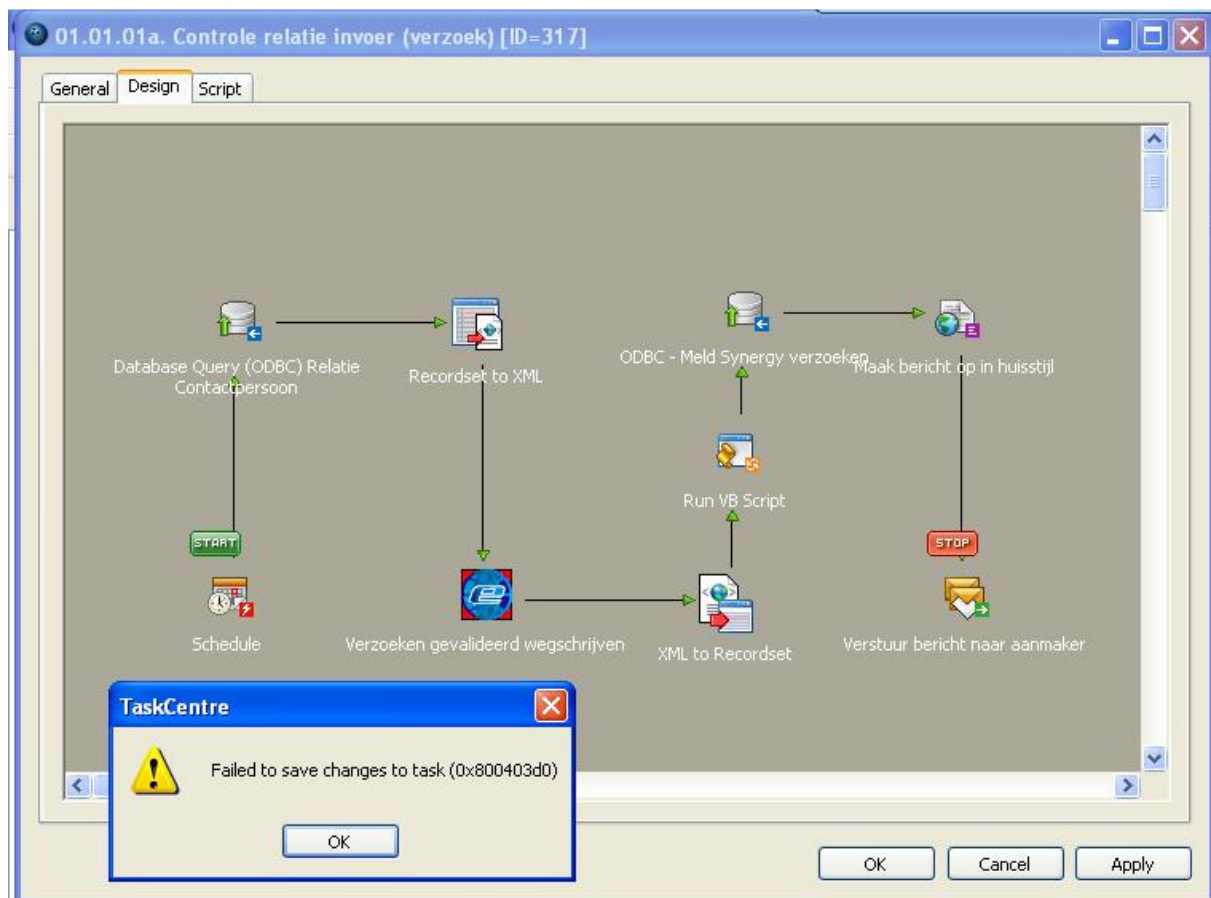 01.01.01a. Controle relatie invoer (verzoek) [ID=317]
General Design Script
Database Query (ODBC) Relatie
Contactpersoon
Recordset to XML
ODBC - Meld Synergy verzoeken
Maak bericht op in huisstijl
Run VB Script
START
STOP
Schedule
Verzoeken gevalideerd wegschrijven
XML to Recordset
Verstuur bericht naar aanmaker
TaskCentre
Failed to save changes to task (0x800403d0)
OK
OK Cancel Apply